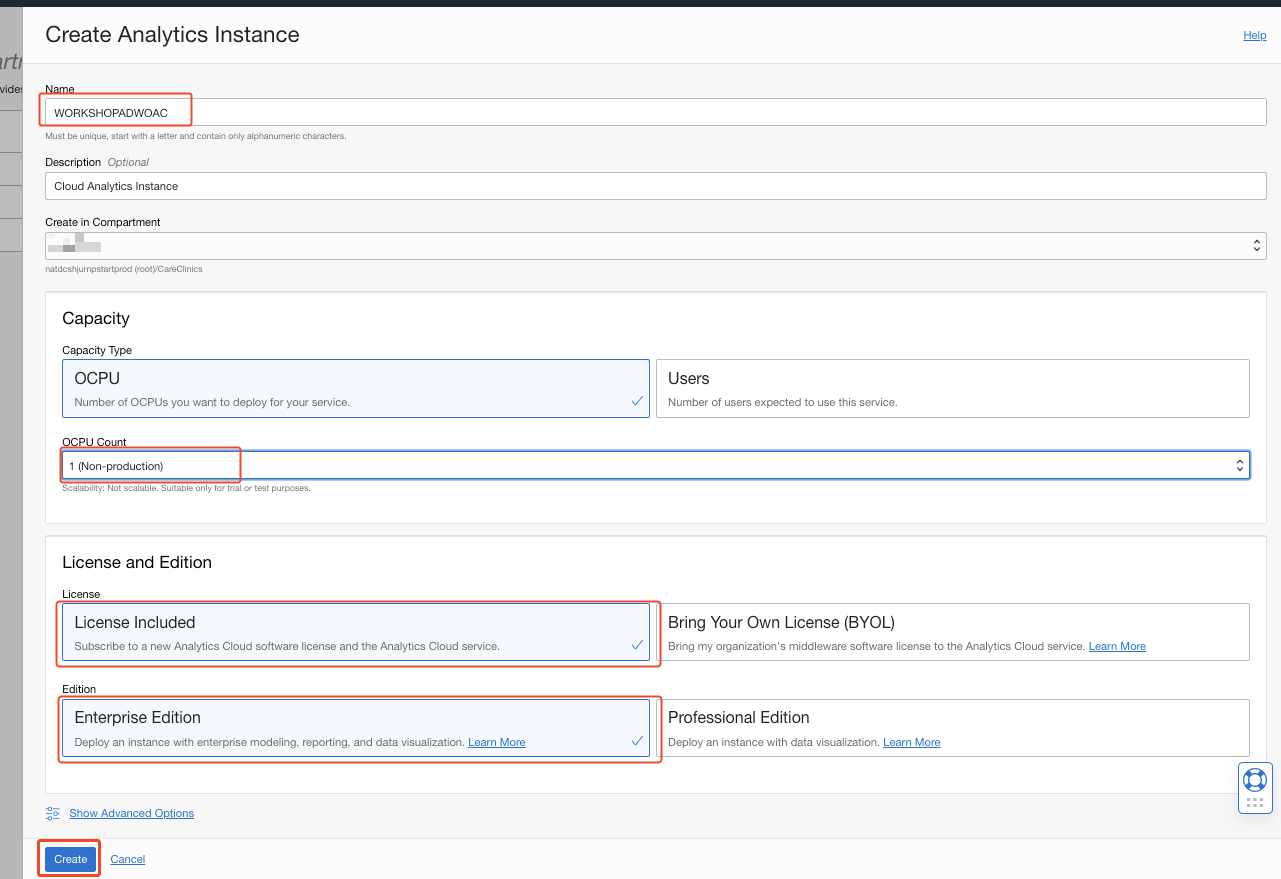 Create Analytics Instance
Help
Name
WORKSHOPADWOAC
Must be unique, start with a letter and contain only alphanumeric characters.
Description Optional
Cloud Analytics Instance
Create in Compartment
natdcshjumpstartprod (root)/CareClinics
Capacity
Capacity Type
OCPU
Number of OCPUs you want to deploy for your service.
Users
Number of users expected to use this service.
OCPU Count
1 (Non-production)
Scalability: Not scalable. Suitable only for trial or test purposes.
License and Edition
License
License Included
Subscribe to a new Analytics Cloud software license and the Analytics Cloud service.
Bring Your Own License (BYOL)
Bring my organization's middleware software license to the Analytics Cloud service. Learn More
Edition
Enterprise Edition
Deploy an instance with enterprise modeling, reporting, and data visualization. Learn More
Professional Edition
Deploy an instance with data visualization. Learn More
Show Advanced Options
Create
Cancel